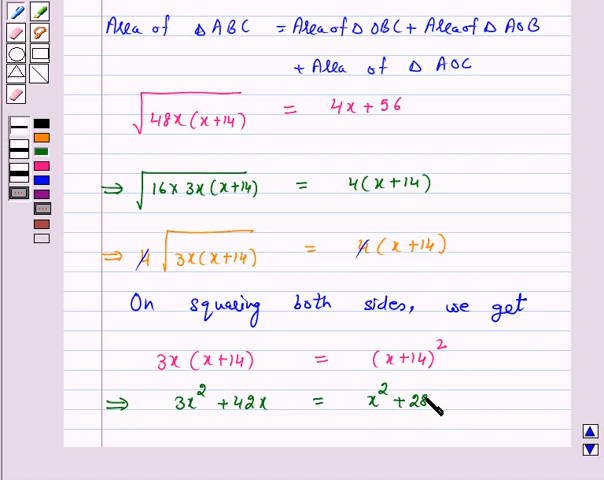 Area of △ ABC = Area of △ OBC + Area of △ AOB
+ Area of △ AOC
√48x(x+14) = 4x+56
⇒ √16×3x(x+14) = 4(x+14)
⇒ 4√3x(x+14) = 4(x+14)
On squaring both sides, we get
3x(x+14) = (x+14)²
⇒ 3x² + 42x = x² + 28